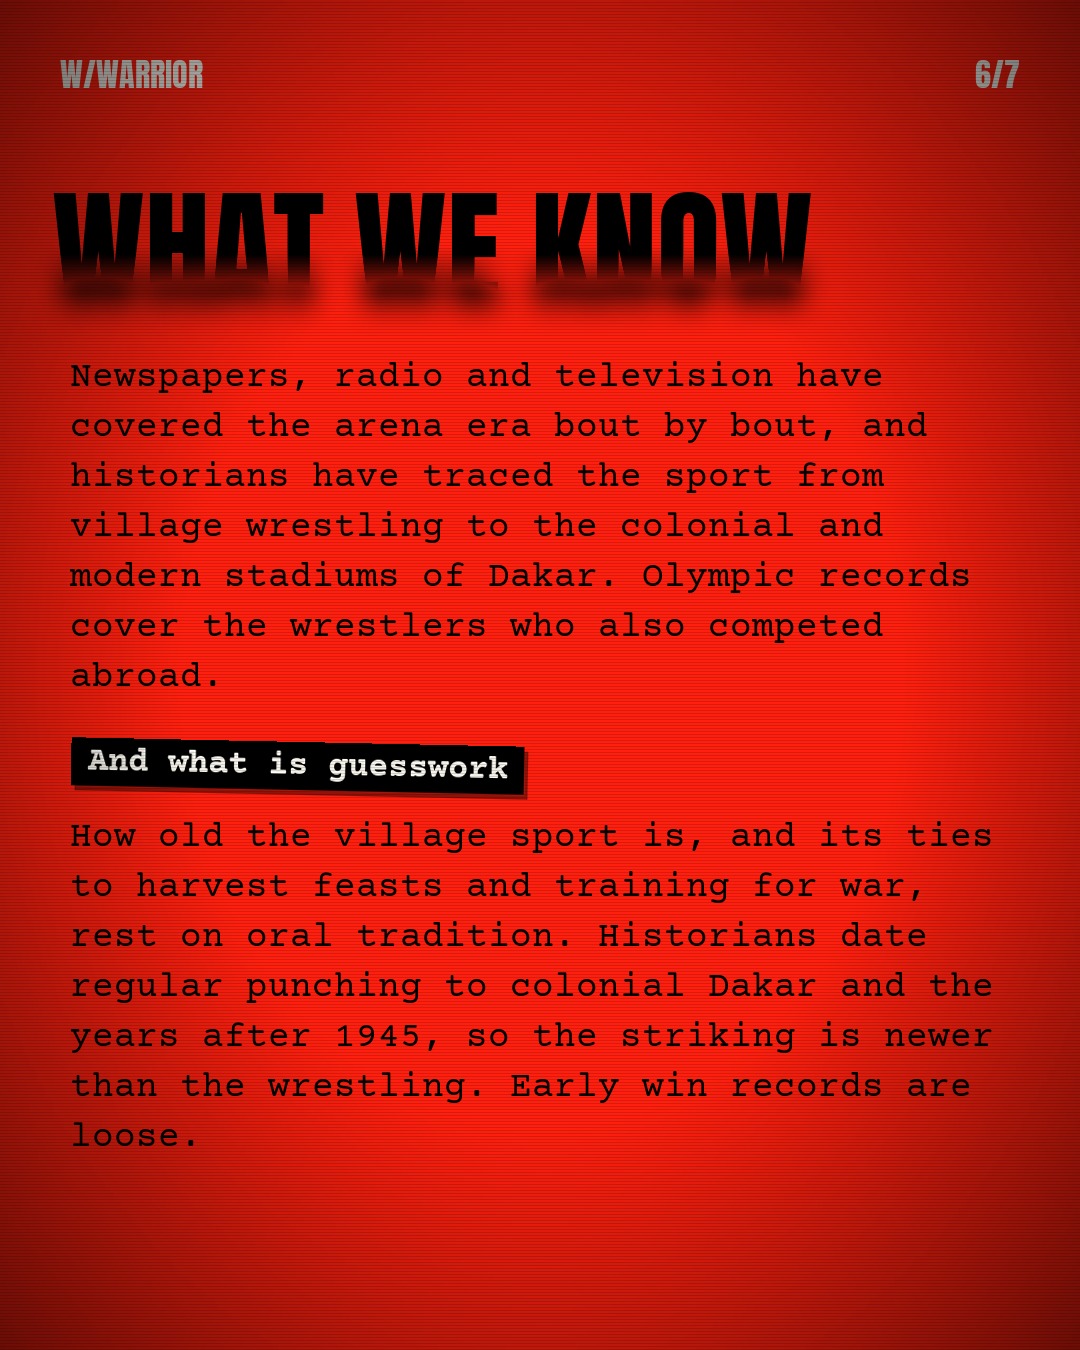 W/WARRIOR
6/7
WHAT WE KNOW
Newspapers, radio and television have
covered the arena era bout by bout, and
historians have traced the sport from
village wrestling to the colonial and
modern stadiums of Dakar. Olympic records
cover the wrestlers who also competed
abroad.
And what is guesswork
How old the village sport is, and its ties
to harvest feasts and training for war,
rest on oral tradition. Historians date
regular punching to colonial Dakar and the
years after 1945, so the striking is newer
than the wrestling. Early win records are
loose.